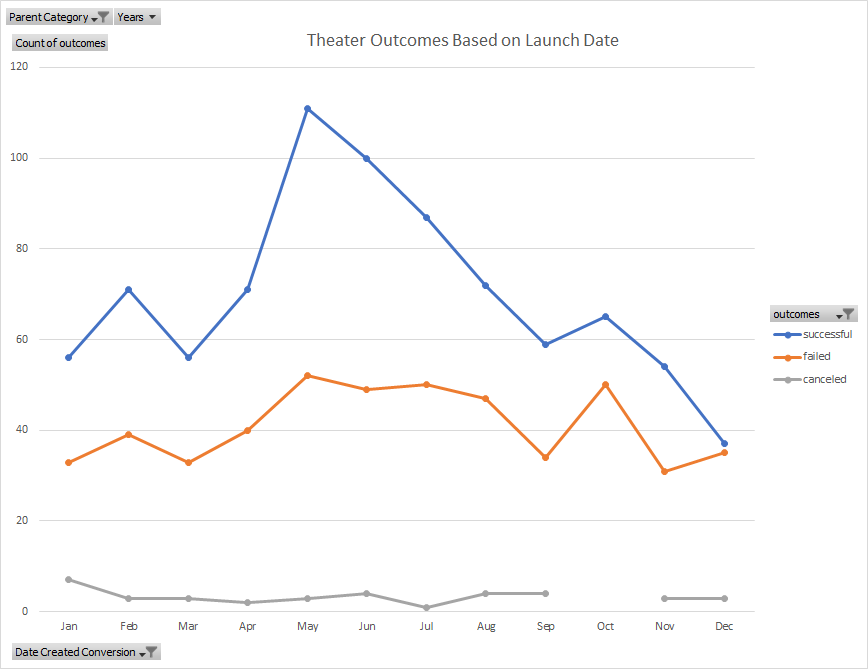 Parent Category Years
Count of outcomes
Theater Outcomes Based on Launch Date
120
100
80
60
40
20
0
Jan Feb Mar Apr May Jun Jul Aug Sep Oct Nov Dec
outcomes
successful
failed
canceled
Date Created Conversion